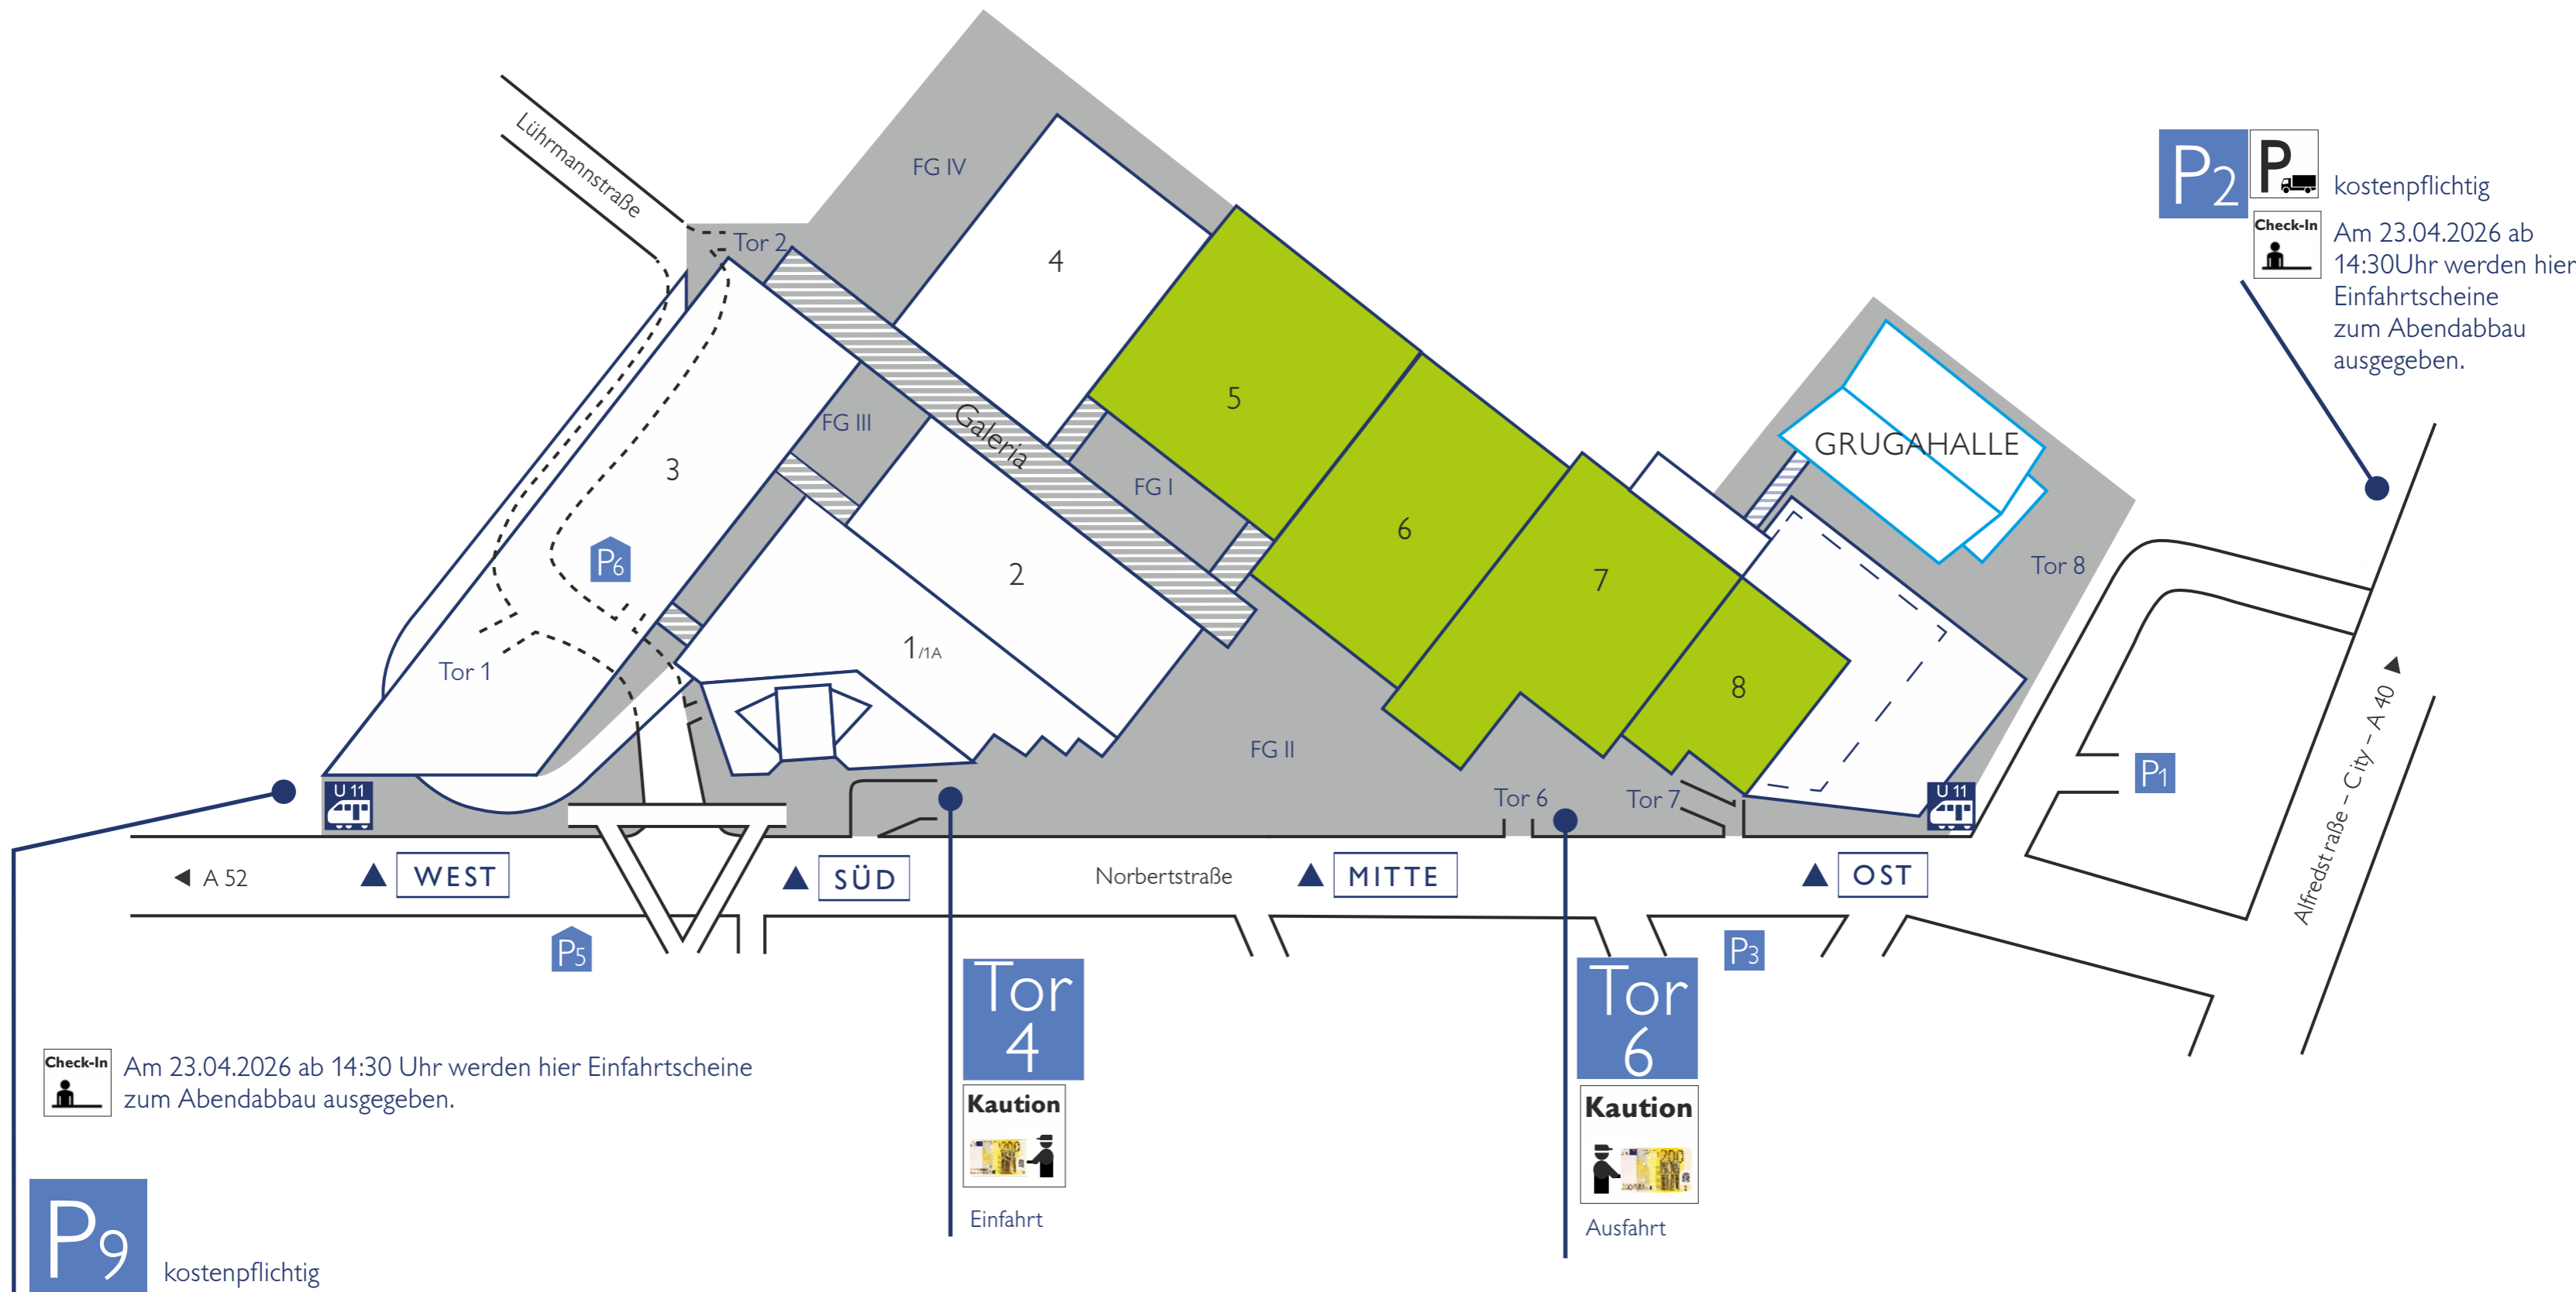 Lührmannstraße
FG IV
Tor 2
4
P2
P
kostenpflichtig
Check-In
Am 23.04.2026 ab
14:30Uhr werden hier
Einfahrtscheine
zum Abendabbau
ausgegeben.
5
3
FG III
Galeria
FG I
GRUGAHALLE
6
P6
2
7
Tor 8
1/1A
Tor 1
8
FG II
U 11
Tor 6
Tor 7
U 11
P1
Alfredstraße – City – A 40
A 52
WEST
SÜD
Norbertstraße
MITTE
OST
P5
P3
Tor
4
Kaution
200
Einfahrt
Tor
6
Kaution
200
Ausfahrt
Check-In
Am 23.04.2026 ab 14:30 Uhr werden hier Einfahrtscheine
zum Abendabbau ausgegeben.
P9
kostenpflichtig